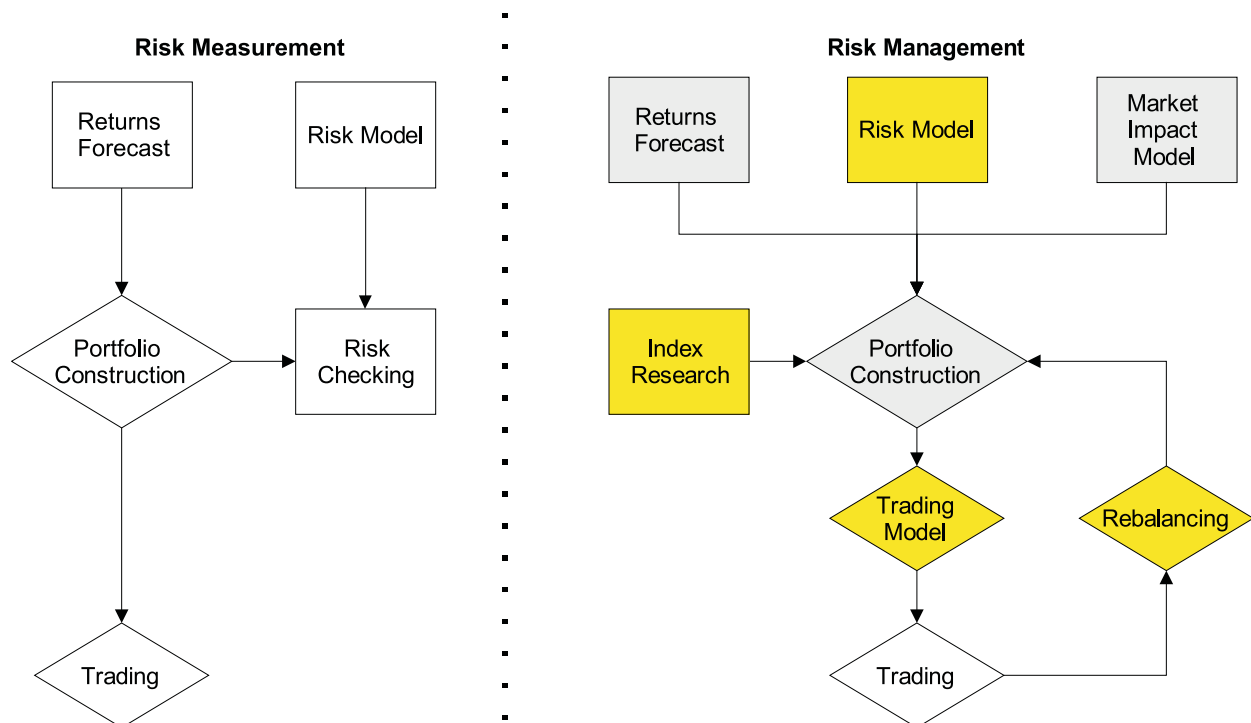 Risk Measurement
Returns
Forecast
Risk Model
Portfolio
Construction
Risk
Checking
Trading
Risk Management
Returns
Forecast
Risk Model
Market
Impact
Model
Index
Research
Portfolio
Construction
Trading
Model
Rebalancing
Trading